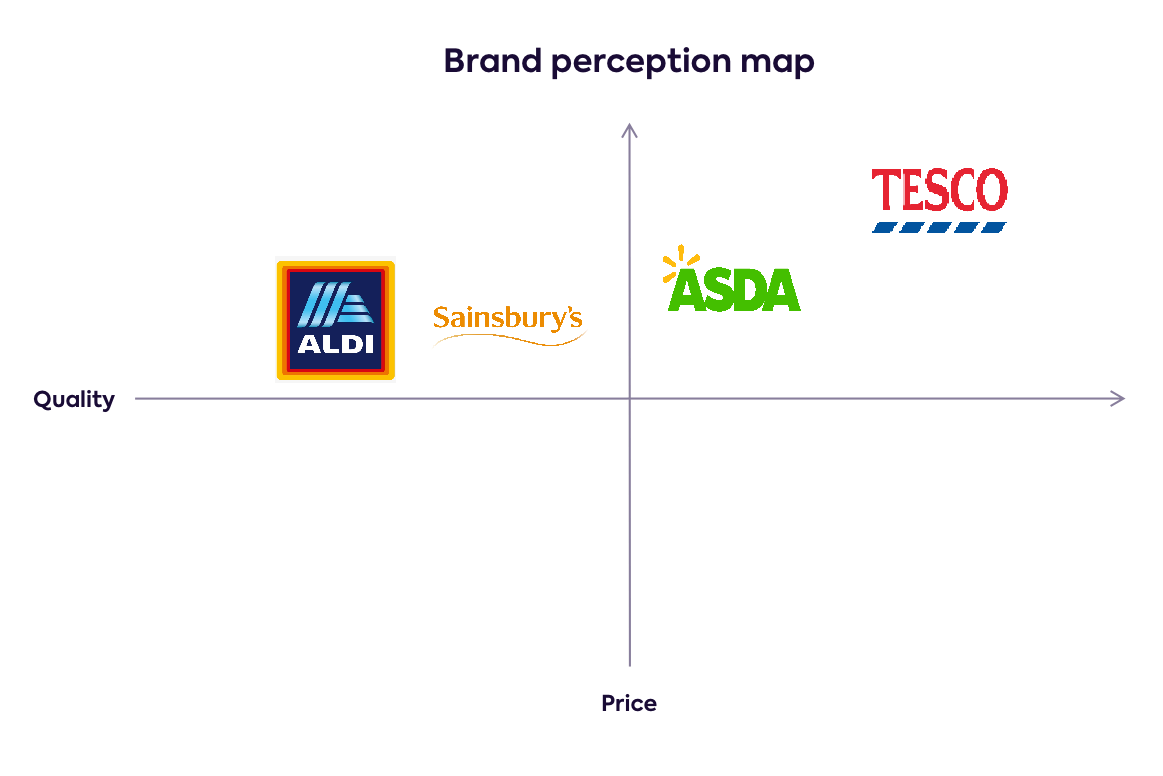 Brand perception map
TESCO
ASDA
Sainsbury's
ALDI
Quality
Price